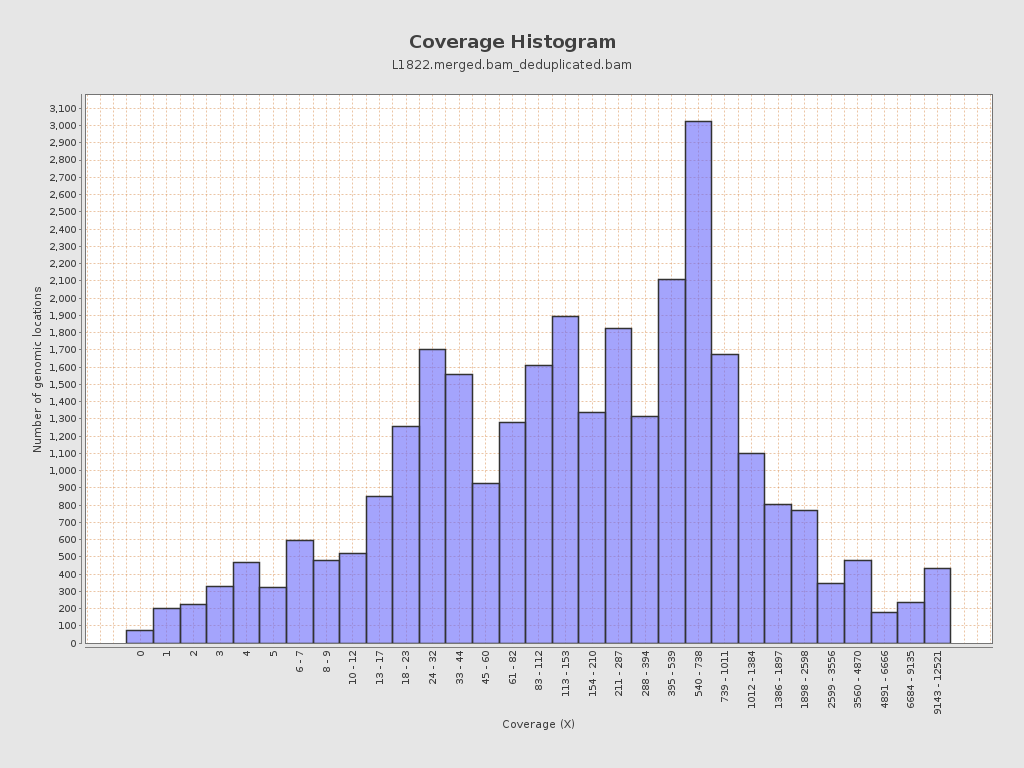 Coverage Histogram
L1822.merged.bam_deduplicated.bam
Number of genomic locations
3,100
3,000
2,900
2,800
2,700
2,600
2,500
2,400
2,300
2,200
2,100
2,000
1,900
1,800
1,700
1,600
1,500
1,400
1,300
1,200
1,100
1,000
900
800
700
600
500
400
300
200
100
0
0
1
2
3
4
5
6 - 7
8 - 9
10 - 12
13 - 17
18 - 23
24 - 32
33 - 44
45 - 60
61 - 82
83 - 112
113 - 153
154 - 210
211 - 287
288 - 394
395 - 539
540 - 738
739 - 1011
1012 - 1384
1386 - 1897
1898 - 2598
2599 - 3556
3560 - 4870
4891 - 6666
6684 - 9135
9143 - 12521
Coverage (X)